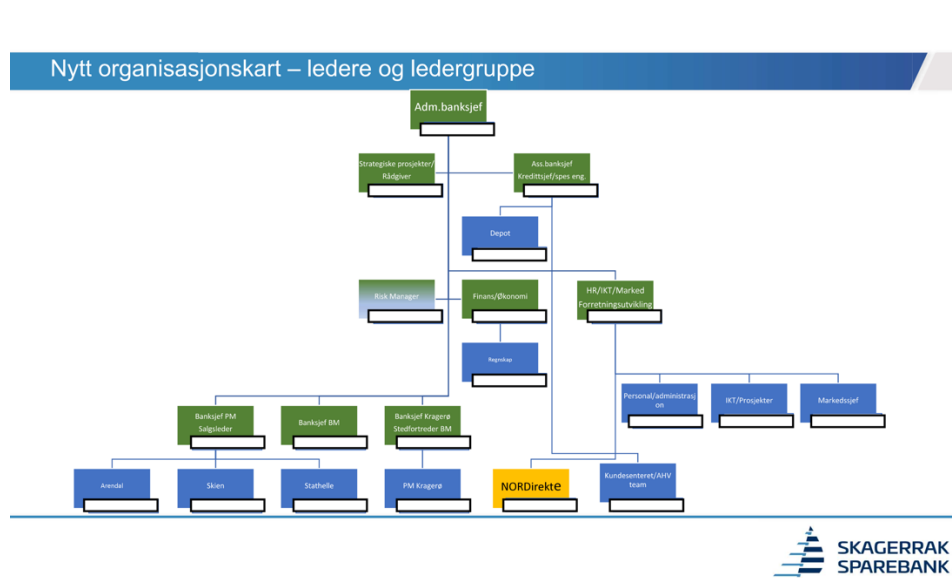 Nytt organisasjonskart – ledere og ledergruppe
Adm.banksjef
Strategiske prosjekter/
Rådgiver
Ass.banksjef
Kredittsjef/spes eng.
Depot
Risk Manager
Finans/Økonomi
HR/IKT/Marked
Forretningsutvikling
Regnskap
Personal/administrasj
on
IKT/Prosjekter
Markedssjef
Banksjef PM
Salgsleder
Banksjef BM
Banksjef Kragerø
Stedfortreder BM
Arendal
Skien
Stathelle
PM Kragerø
NORDirekte
Kundesenteret/AHV
team
SKAGERRAK
SPAREBANK